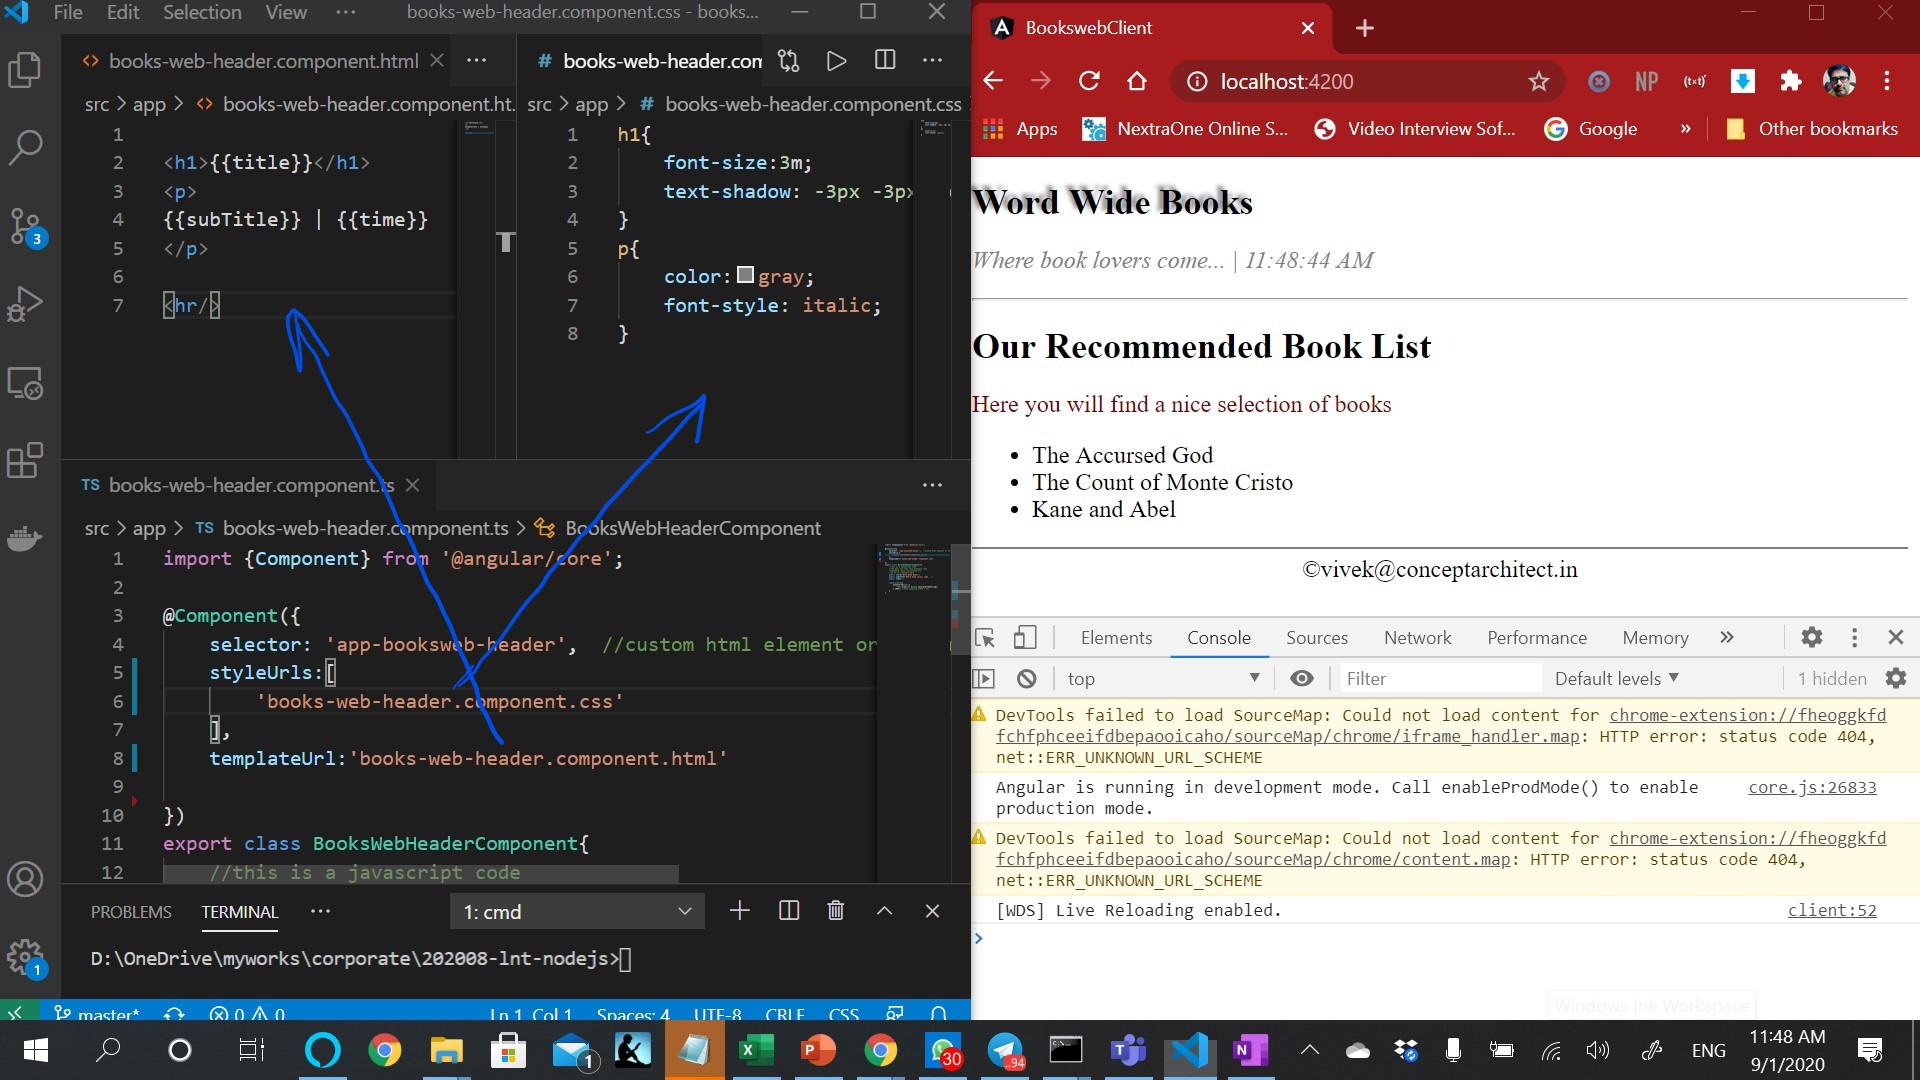 File Edit Selection View ··· books-web-header.component.css - books...
books-web-header.component.html
src > app > books-web-header.component.ht...
1
2 <h1>{{title}}</h1>
3 <p>
4 {{subTitle}} | {{time}}
5 </p>
6
7 <hr/>
# books-web-header.com
src > app > # books-web-header.component.css
1 h1{
2 font-size:3m;
3 text-shadow: -3px -3px
4 }
5 p{
6 color: gray;
7 font-style: italic;
8 }
TS books-web-header.component.ts
src > app > TS books-web-header.component.ts > BooksWebHeaderComponent
1 import {Component} from '@angular/core';
2
3 @Component({
4 selector: 'app-booksweb-header', //custom html element or
5 styleUrls:[
6 'books-web-header.component.css'
7 ],
8 templateUrl:'books-web-header.component.html'
9
10 })
11 export class BooksWebHeaderComponent{
12 //this is a javascript code
PROBLEMS TERMINAL ··· 1: cmd
D:\OneDrive\myworks\corporate\202008-lnt-nodejs>
master* 0 0 Ln 1, Col 1 Spaces: 4 UTF-8 CRLF CSS
3
1
BookswebClient
localhost:4200
NP
Apps NextraOne Online S... Video Interview Sof... Google » Other bookmarks
Word Wide Books
Where book lovers come... | 11:48:44 AM
Our Recommended Book List
Here you will find a nice selection of books
• The Accursed God
• The Count of Monte Cristo
• Kane and Abel
©vivek@conceptarchitect.in
Elements Console Sources Network Performance Memory »
top Filter Default levels 1 hidden
DevTools failed to load SourceMap: Could not load content for chrome-extension://fheoggkfd
fchfphceeifdbepaooicaho/sourceMap/chrome/iframe_handler.map: HTTP error: status code 404,
net::ERR_UNKNOWN_URL_SCHEME
Angular is running in development mode. Call enableProdMode() to enable core.js:26833
production mode.
DevTools failed to load SourceMap: Could not load content for chrome-extension://fheoggkfd
fchfphceeifdbepaooicaho/sourceMap/chrome/content.map: HTTP error: status code 404,
net::ERR_UNKNOWN_URL_SCHEME
[WDS] Live Reloading enabled. client:52
>
Windows Ink Workspace
1 30 94 ENG 11:48 AM
9/1/2020